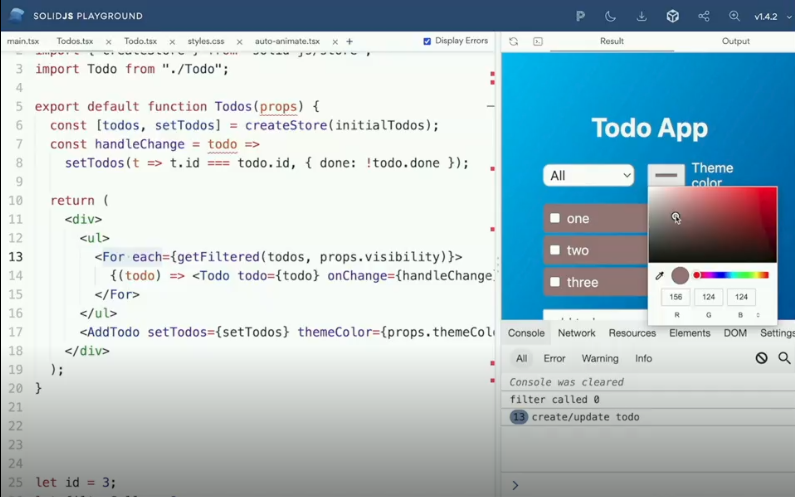 SOLIDJS PLAYGROUND
v1.4.2
main.tsx Todos.tsx × Todo.tsx × styles.css × auto-animate.tsx × +
Display Errors
Result Output
3 import Todo from "./Todo";
4
5 export default function Todos(props) {
6 const [todos, setTodos] = createStore(initialTodos);
7 const handleChange = todo =>
8 setTodos(t => t.id === todo.id, { done: !todo.done });
9
10 return (
11 <div>
12 <ul>
13 <For each={getFiltered(todos, props.visibility)}>
14 {(todo) => <Todo todo={todo} onChange={handleChange
15 </For>
16 </ul>
17 <AddTodo setTodos={setTodos} themeColor={props.themeColo
18 </div>
19 );
20 }
21
22
23
24
25 let id = 3;
Todo App
All
Theme
color
one
two
three
156 124 124
R G B
Console Network Resources Elements DOM Settings
All Error Warning Info
Console was cleared
filter called 0
13 create/update todo